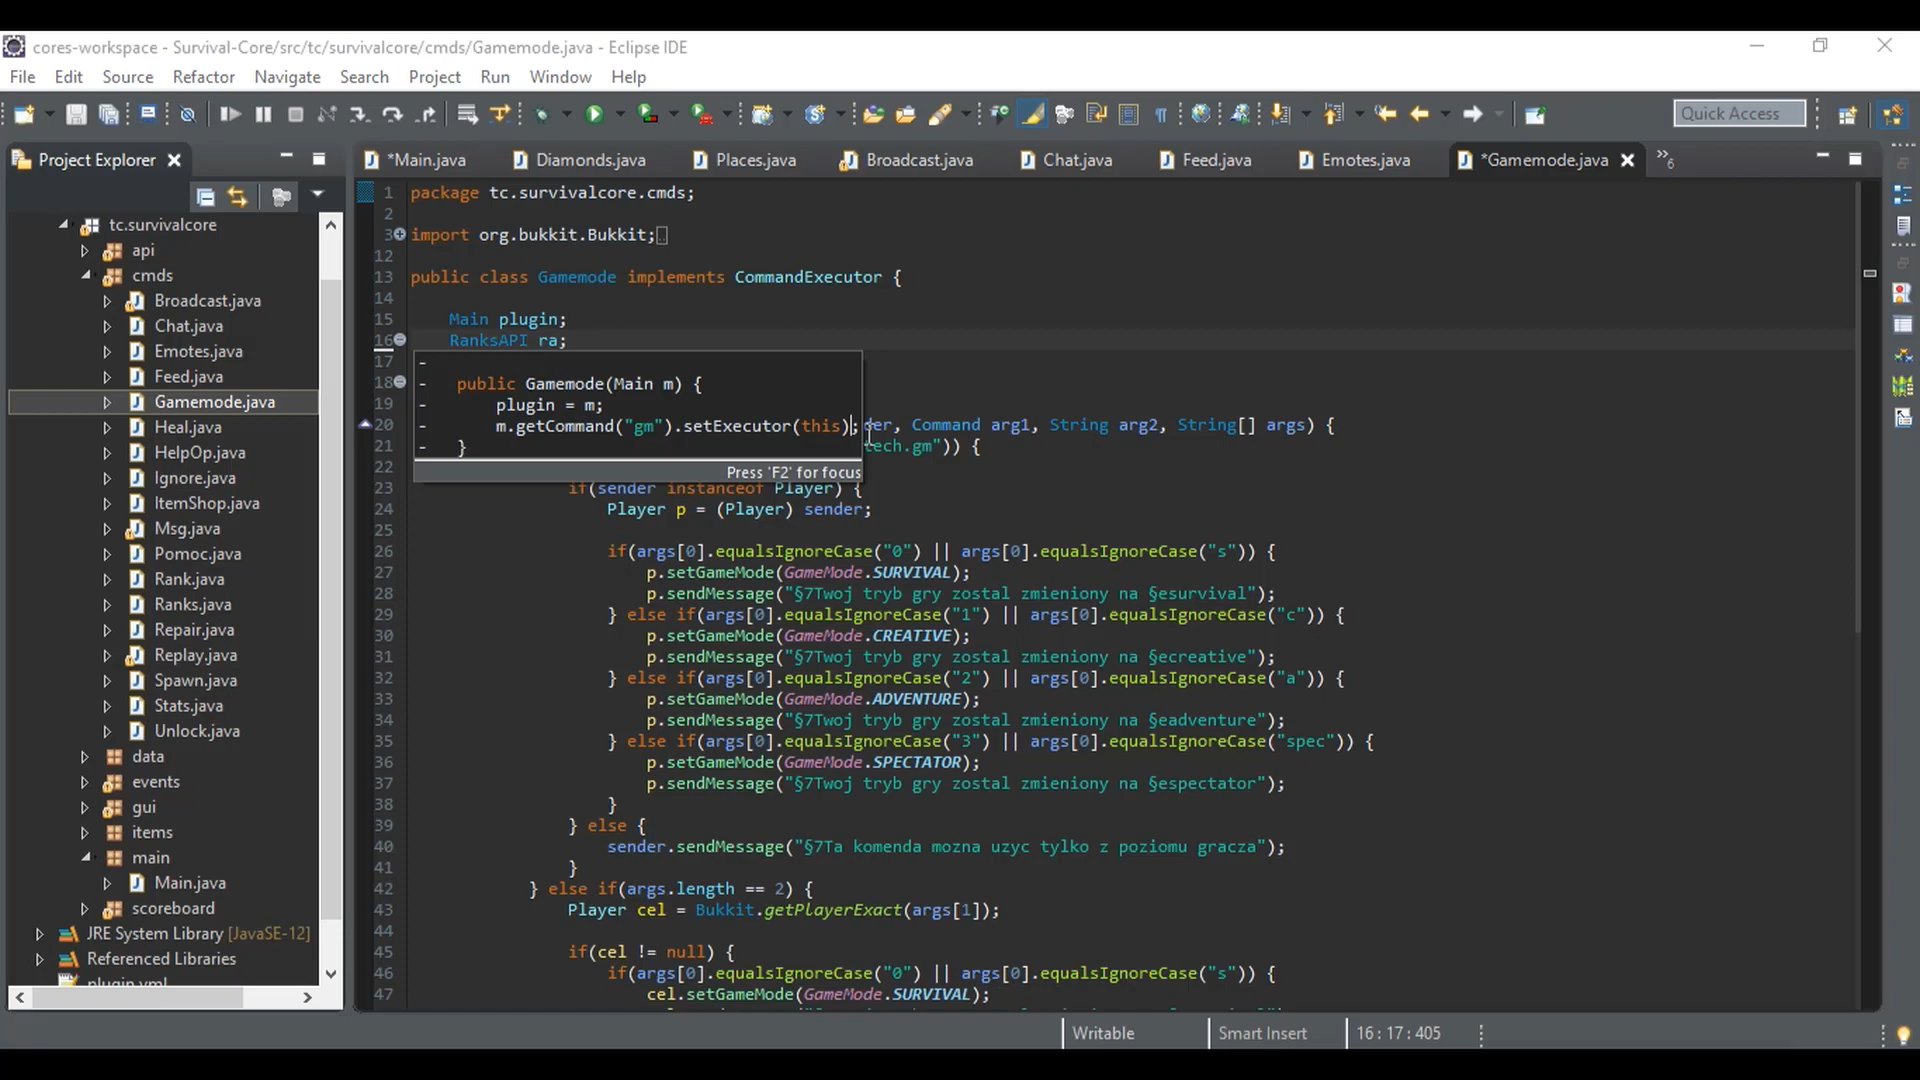 cores-workspace - Survival-Core/src/tc/survivalcore/cmds/Gamemode.java - Eclipse IDE
File Edit Source Refactor Navigate Search Project Run Window Help
Quick Access
Project Explorer
*Main.java Diamonds.java Places.java Broadcast.java Chat.java Feed.java Emotes.java *Gamemode.java »6
tc.survivalcore
api
cmds
Broadcast.java
Chat.java
Emotes.java
Feed.java
Gamemode.java
Heal.java
HelpOp.java
Ignore.java
ItemShop.java
Msg.java
Pomoc.java
Rank.java
Ranks.java
Repair.java
Replay.java
Spawn.java
Stats.java
Unlock.java
data
events
gui
items
main
Main.java
scoreboard
JRE System Library [JavaSE-12]
Referenced Libraries
plugin.yml
1 package tc.survivalcore.cmds;
2
3 import org.bukkit.Bukkit;
12
13 public class Gamemode implements CommandExecutor {
14
15 Main plugin;
16 RanksAPI ra;
17 -
18 - public Gamemode(Main m) {
19 - plugin = m;
20 - m.getCommand("gm").setExecutor(this);der, Command arg1, String arg2, String[] args) {
21 - } tech.gm")) {
22 Press 'F2' for focus
23 if(sender instanceof Player) {
24 Player p = (Player) sender;
25
26 if(args[0].equalsIgnoreCase("0") || args[0].equalsIgnoreCase("s")) {
27 p.setGameMode(GameMode.SURVIVAL);
28 p.sendMessage("§7Twoj tryb gry zostal zmieniony na §esurvival");
29 } else if(args[0].equalsIgnoreCase("1") || args[0].equalsIgnoreCase("c")) {
30 p.setGameMode(GameMode.CREATIVE);
31 p.sendMessage("§7Twoj tryb gry zostal zmieniony na §ecreative");
32 } else if(args[0].equalsIgnoreCase("2") || args[0].equalsIgnoreCase("a")) {
33 p.setGameMode(GameMode.ADVENTURE);
34 p.sendMessage("§7Twoj tryb gry zostal zmieniony na §eadventure");
35 } else if(args[0].equalsIgnoreCase("3") || args[0].equalsIgnoreCase("spec")) {
36 p.setGameMode(GameMode.SPECTATOR);
37 p.sendMessage("§7Twoj tryb gry zostal zmieniony na §espectator");
38 }
39 } else {
40 sender.sendMessage("§7Ta komenda mozna uzyc tylko z poziomu gracza");
41 }
42 } else if(args.length == 2) {
43 Player cel = Bukkit.getPlayerExact(args[1]);
44
45 if(cel != null) {
46 if(args[0].equalsIgnoreCase("0") || args[0].equalsIgnoreCase("s")) {
47 cel.setGameMode(GameMode.SURVIVAL);
Writable Smart Insert 16 : 17 : 405